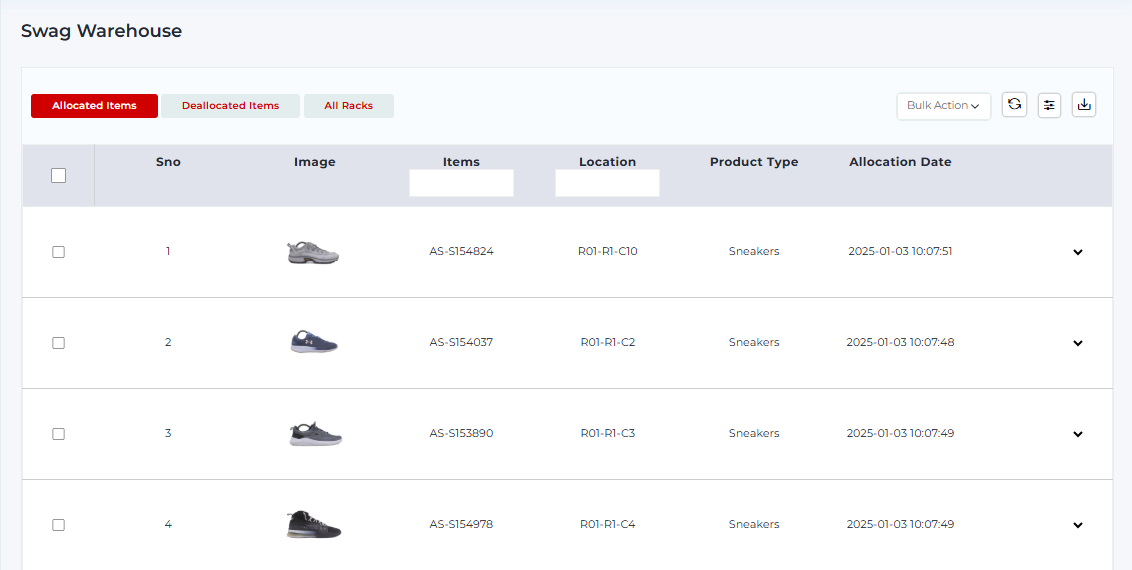 Swag Warehouse
Allocated Items Deallocated Items All Racks Bulk Action
Sno Image Items Location Product Type Allocation Date
1 AS-S154824 R01-R1-C10 Sneakers 2025-01-03 10:07:51
2 AS-S154037 R01-R1-C2 Sneakers 2025-01-03 10:07:48
3 AS-S153890 R01-R1-C3 Sneakers 2025-01-03 10:07:49
4 AS-S154978 R01-R1-C4 Sneakers 2025-01-03 10:07:49